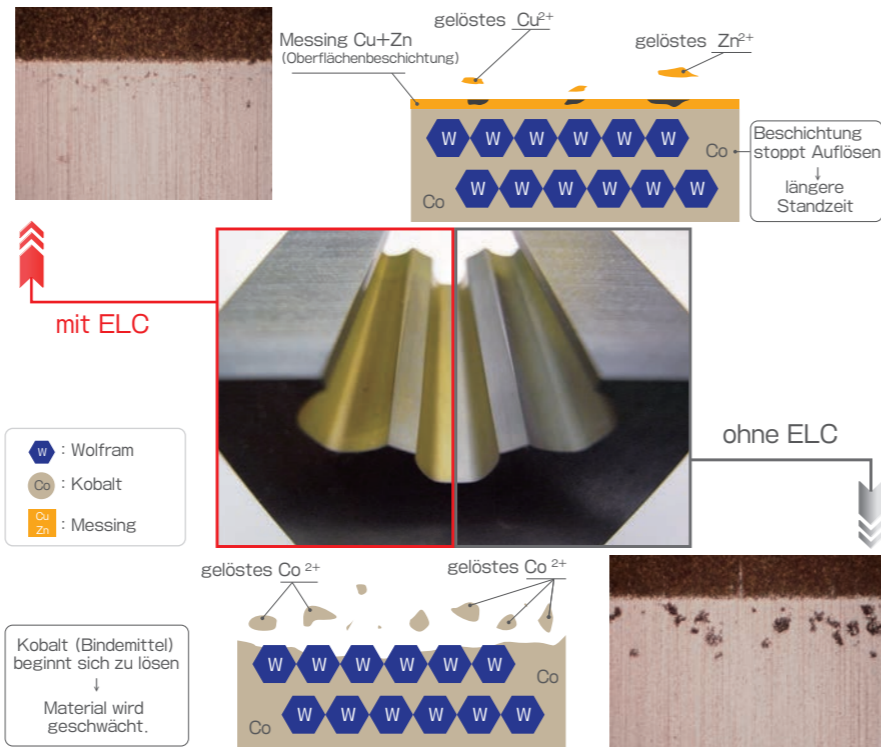 gelöstes Cu²⁺
gelöstes Zn²⁺
Messing Cu+Zn
(Oberflächenbeschichtung)
W W W W W W
Co
W W W W W W
Co
Beschichtung
stoppt Auflösen
↓
längere
Standzeit
mit ELC
ohne ELC
W : Wolfram
Co : Kobalt
Cu
Zn : Messing
gelöstes Co ²⁺
gelöstes Co ²⁺
Kobalt (Bindemittel)
beginnt sich zu lösen
↓
Material wird
geschwächt.
W W W W W W
Co
W W W W W W
Co